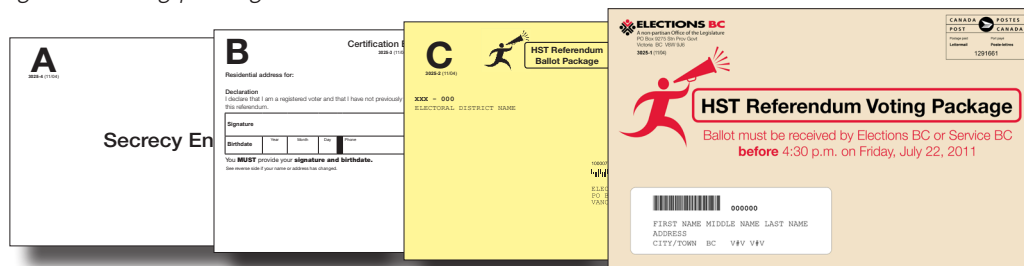 A
3025-4 (11/04)
Secrecy
B
Certification
3025-3
Residential address for:
Declaration
I declare that I am a registered voter and that I have not previously
this referendum.
Signature
Birthdate
Year
Month
Day
Phone
You MUST provide your signature and birthdate.
See reverse side if your name or address has changed.
C
3025-2 (11/04)
HST Referendum
Ballot Package
XXX - 000
ELECTORAL DISTRICT NAME
PO
ELECTIONS BC
A non-partisan Office of the Legislature
PO Box 9275 Stn Prov Govt
Victoria BC V8W 9J6
3025-1 (11/04)
CANADA POSTES
POST CANADA
Postage paid Port payé
Lettermail Poste-lettres
1291661
HST Referendum Voting Package
Ballot must be received by Elections BC or Service BC
before 4:30 p.m. on Friday, July 22, 2011
000000
FIRST NAME MIDDLE NAME LAST NAME
ADDRESS
CITY/TOWN BC V#V V#V